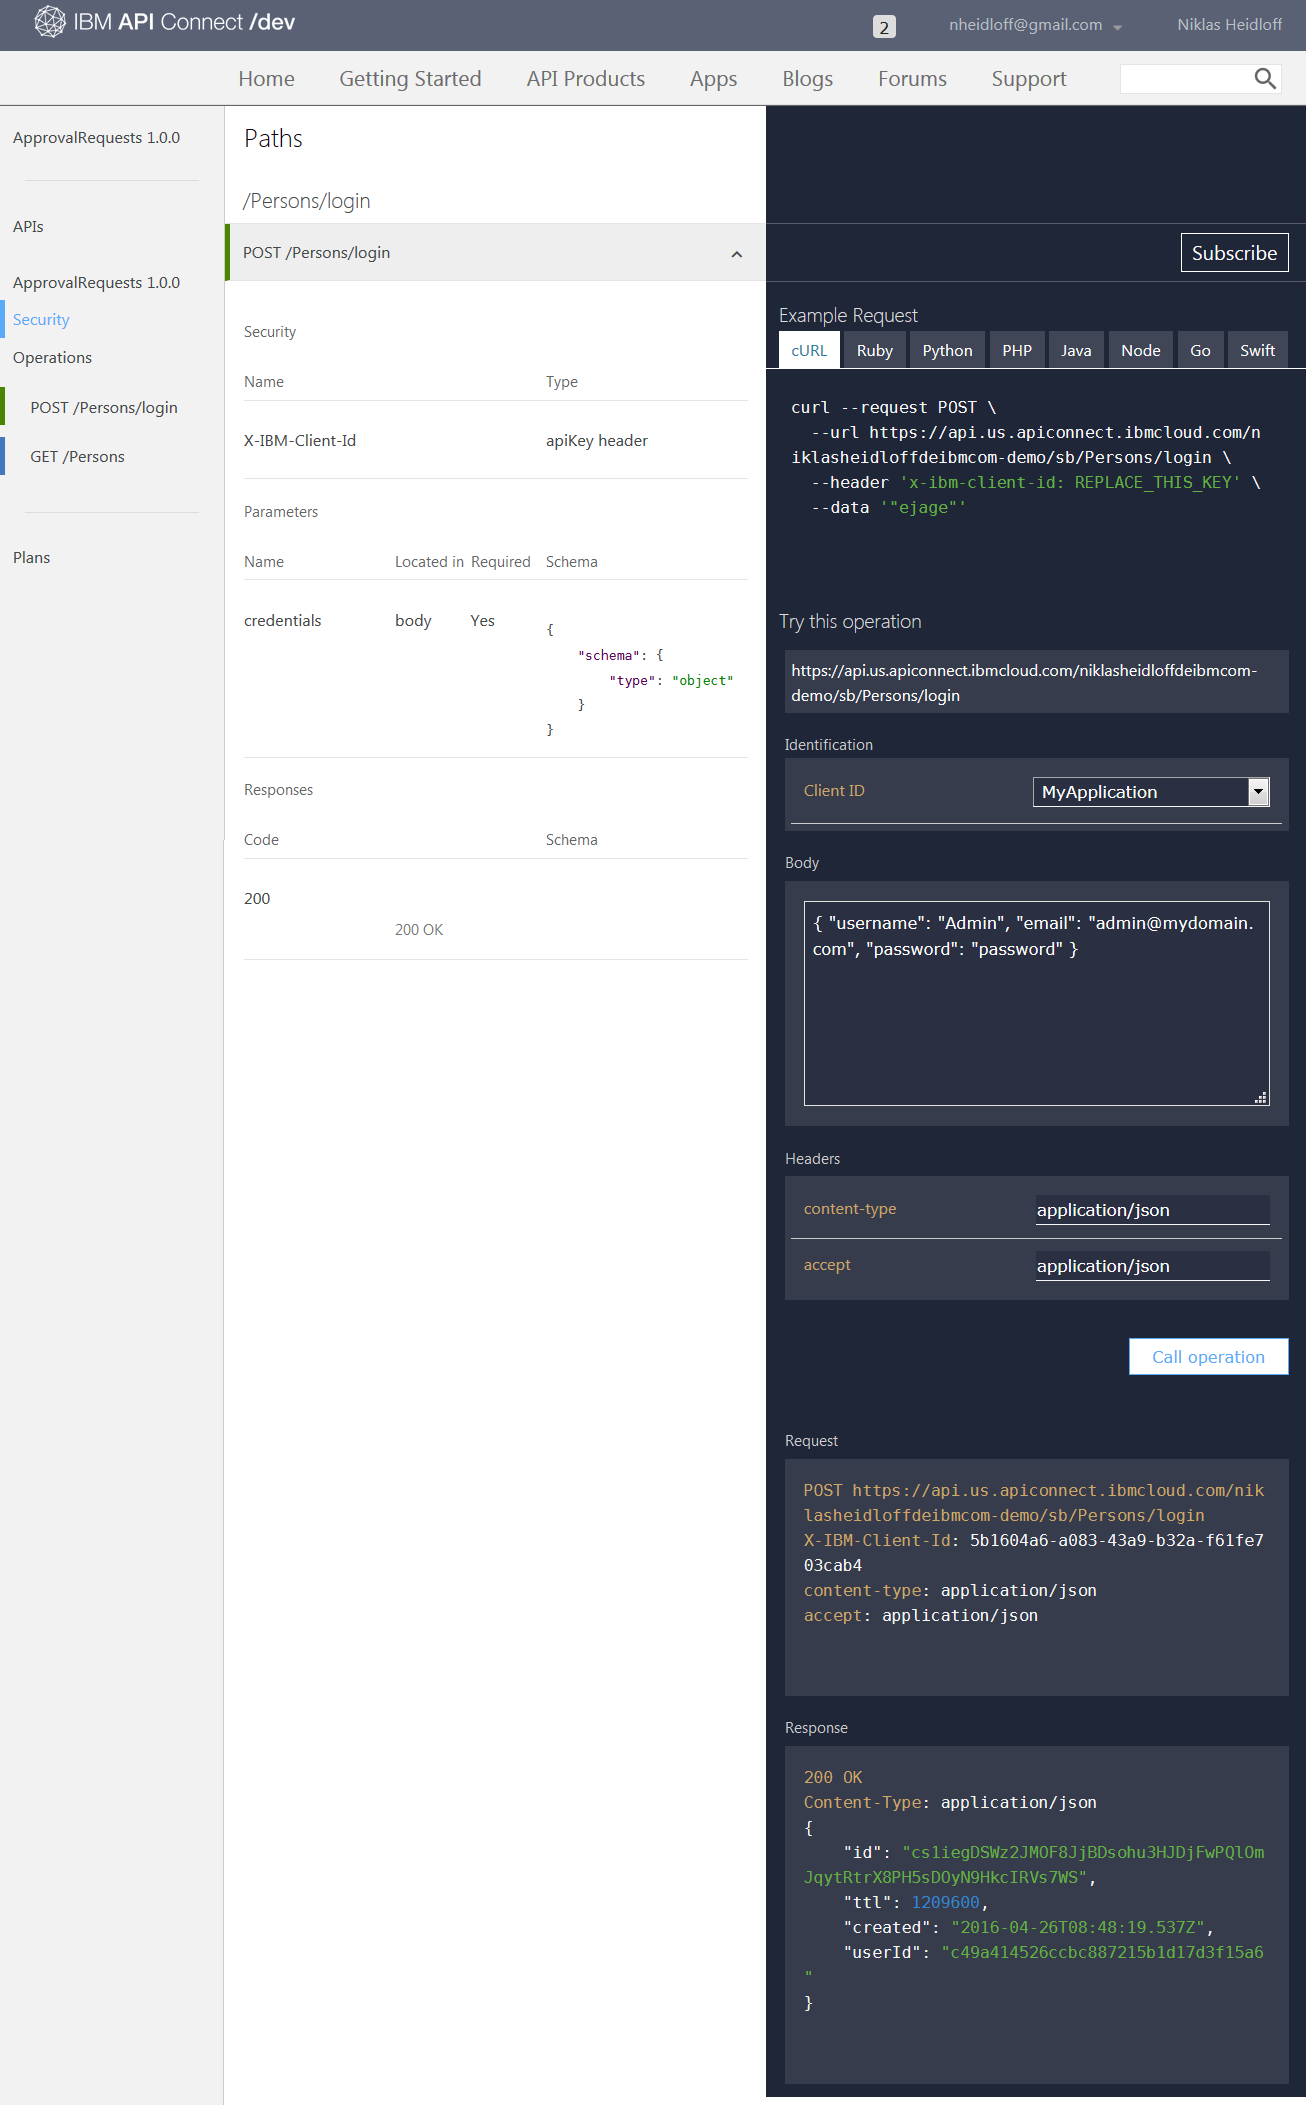 IBM API Connect /dev
2
nheidloff@gmail.com
Niklas Heidloff
Home Getting Started API Products Apps Blogs Forums Support
ApprovalRequests 1.0.0
APIs
ApprovalRequests 1.0.0
Security
Operations
POST /Persons/login
GET /Persons
Plans
Paths
/Persons/login
POST /Persons/login
Security
Name Type
X-IBM-Client-Id apiKey header
Parameters
Name Located in Required Schema
credentials body Yes
{
"schema": {
"type": "object"
}
}
Responses
Code Schema
200
200 OK
Subscribe
Example Request
cURL Ruby Python PHP Java Node Go Swift
curl --request POST \
--url https://api.us.apiconnect.ibmcloud.com/n
iklasheidloffdeibmcom-demo/sb/Persons/login \
--header 'x-ibm-client-id: REPLACE_THIS_KEY' \
--data '"ejage"'
Try this operation
https://api.us.apiconnect.ibmcloud.com/niklasheidloffdeibmcom-
demo/sb/Persons/login
Identification
Client ID MyApplication
Body
{ "username": "Admin", "email": "admin@mydomain.
com", "password": "password" }
Headers
content-type application/json
accept application/json
Call operation
Request
POST https://api.us.apiconnect.ibmcloud.com/nik
lasheidloffdeibmcom-demo/sb/Persons/login
X-IBM-Client-Id: 5b1604a6-a083-43a9-b32a-f61fe7
03cab4
content-type: application/json
accept: application/json
Response
200 OK
Content-Type: application/json
{
"id": "cs1iegDSWz2JMOF8JjBDsohu3HJDjFwPQlOm
JqytRtrX8PH5sDOyN9HkcIRVs7WS",
"ttl": 1209600,
"created": "2016-04-26T08:48:19.537Z",
"userId": "c49a414526ccbc887215b1d17d3f15a6
"
}